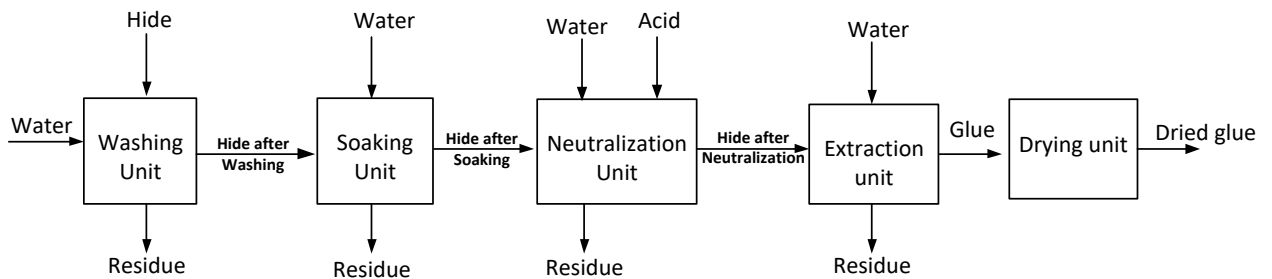 Hide
Water
Water
Acid
Water
Water
Washing
Unit
Hide after
Washing
Soaking
Unit
Hide after
Soaking
Neutralization
Unit
Hide after
Neutralization
Extraction
unit
Glue
Drying unit
Dried glue
Residue
Residue
Residue
Residue